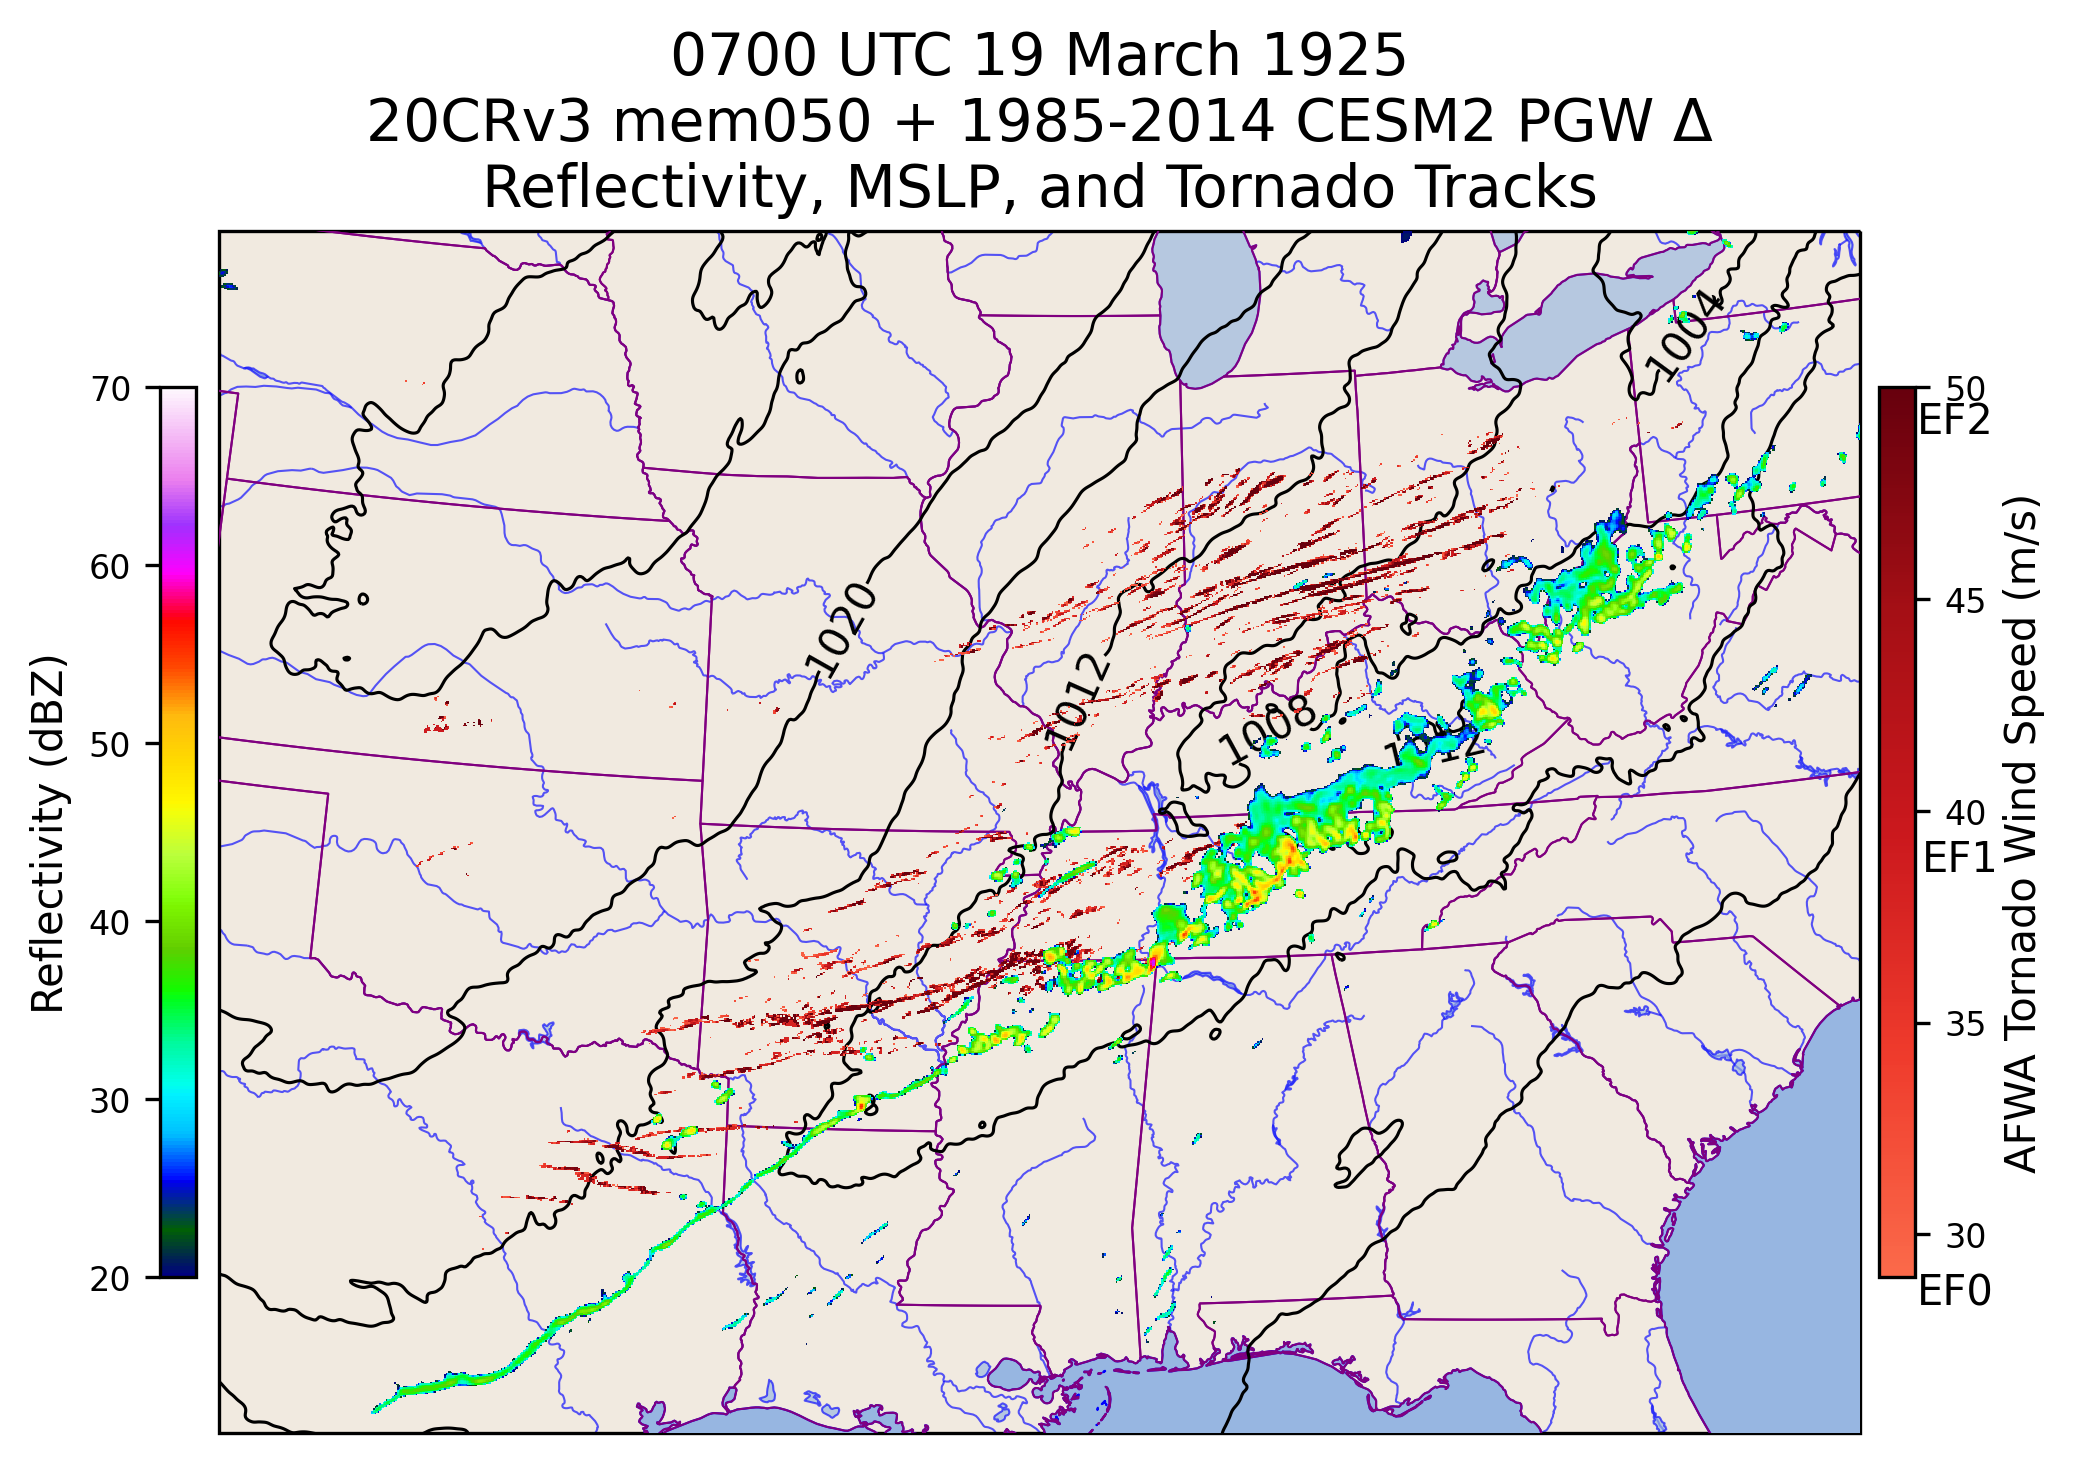 0700 UTC 19 March 1925
20CRv3 mem050 + 1985-2014 CESM2 PGW Δ
Reflectivity, MSLP, and Tornado Tracks
70
60
50
40
30
20
Reflectivity (dBZ)
1004
1020
1012
1008
1012
50
EF2
45
40
EF1
35
30
EF0
AFWA Tornado Wind Speed (m/s)